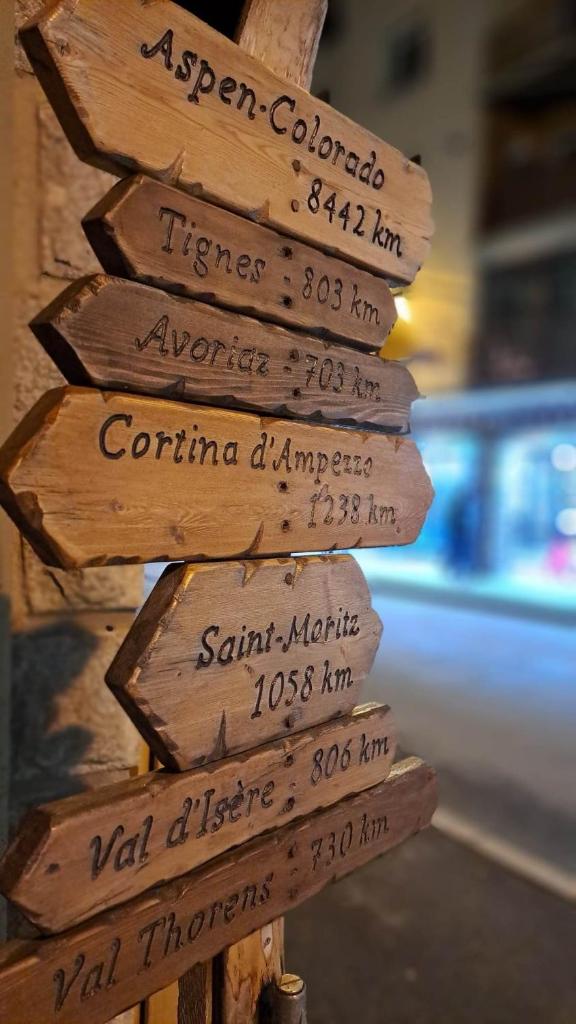 Aspen-Colorado
8442 km
Tignes - 803 km
Avoriaz - 703 km
Cortina d'Ampezzo
1238 km
Saint-Moritz
1058 km
Val d'Isère : 806 km
Val Thorens : 730 km